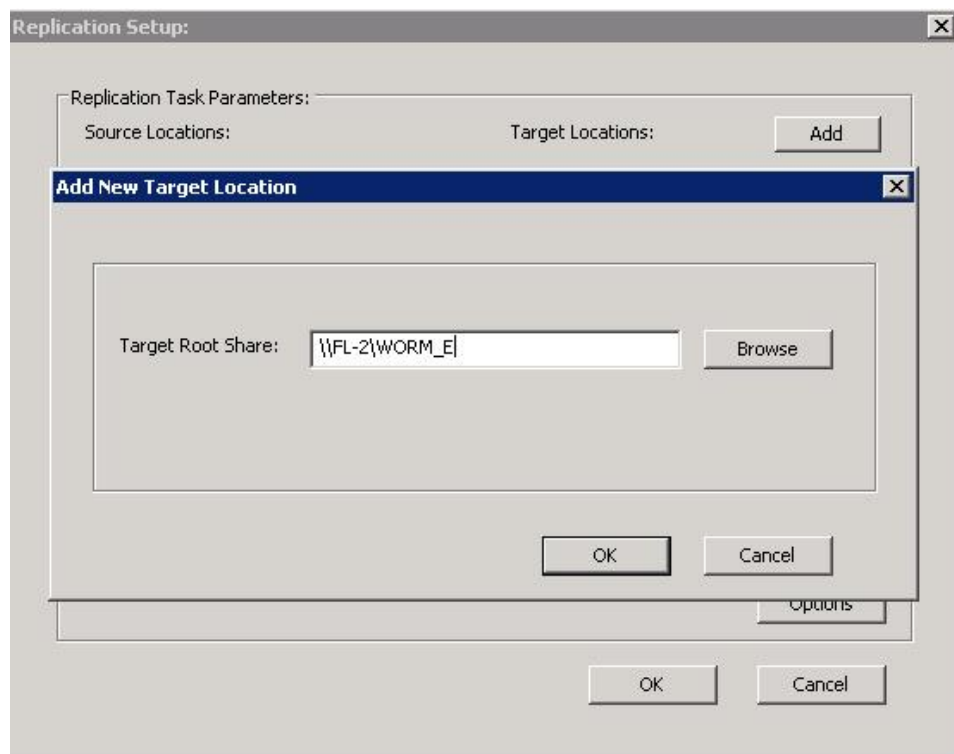 Replication Setup:
Replication Task Parameters:
Source Locations:
Target Locations:
Add
Add New Target Location
Target Root Share:
\\FL-2\WORM_E
Browse
OK
Cancel
Options
OK
Cancel